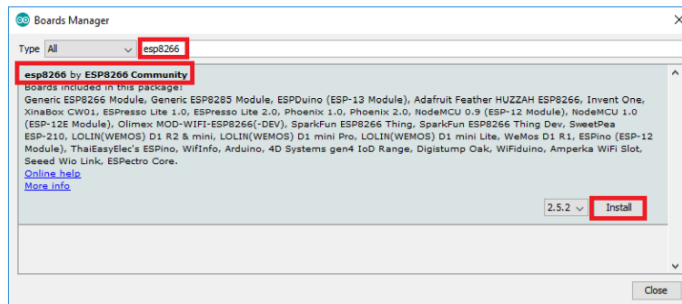 Boards Manager
Type All esp8266
esp8266 by ESP8266 Community
Boards included in this package:
Generic ESP8266 Module, Generic ESP8285 Module, ESPDuino (ESP-13 Module), Adafruit Feather HUZZAH ESP8266, Invent One,
XinaBox CW01, ESPresso Lite 1.0, ESPresso Lite 2.0, Phoenix 1.0, Phoenix 2.0, NodeMCU 0.9 (ESP-12 Module), NodeMCU 1.0
(ESP-12E Module), Olimex MOD-WIFI-ESP8266(-DEV), SparkFun ESP8266 Thing, SparkFun ESP8266 Thing Dev, SweetPea
ESP-210, LOLIN(WEMOS) D1 R2 & mini, LOLIN(WEMOS) D1 mini Pro, LOLIN(WEMOS) D1 mini Lite, WeMos D1 R1, ESPino (ESP-12
Module), ThaiEasyElec's ESPino, WifInfo, Arduino, 4D Systems gen4 IoD Range, Digistump Oak, WiFiduino, Amperka WiFi Slot,
Seeed Wio Link, ESPectro Core.
Online help
More info
2.5.2 Install
Close